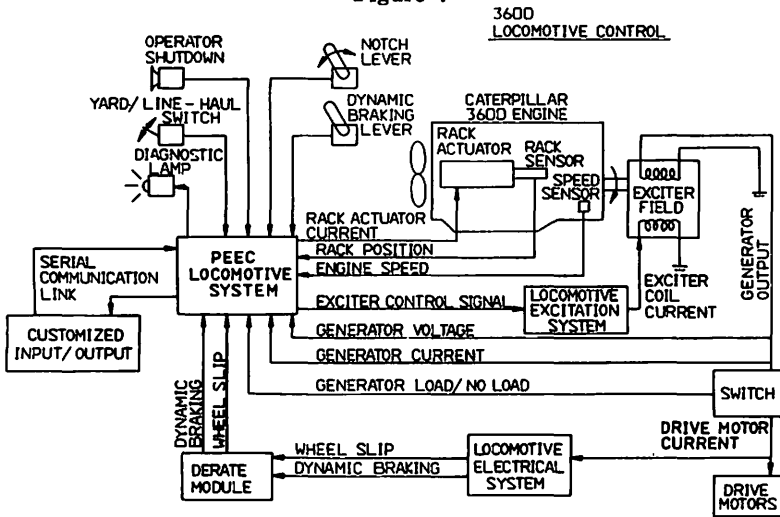 3600
LOCOMOTIVE CONTROL
OPERATOR
SHUTDOWN
NOTCH
LEVER
YARD/LINE-HAUL
SWITCH
DYNAMIC
BRAKING
LEVER
DIAGNOSTIC
LAMP
CATERPILLAR
3600 ENGINE
RACK
ACTUATOR
RACK
SENSOR
SPEED
SENSOR
EXCITER
FIELD
GENERATOR
OUTPUT
RACK ACTUATOR
CURRENT
RACK POSITION
ENGINE SPEED
PEEC
LOCOMOTIVE
SYSTEM
SERIAL
COMMUNICATION
LINK
EXCITER CONTROL SIGNAL
LOCOMOTIVE
EXCITATION
SYSTEM
EXCITER
COIL
CURRENT
CUSTOMIZED
INPUT/OUTPUT
GENERATOR VOLTAGE
GENERATOR CURRENT
GENERATOR LOAD/NO LOAD
SWITCH
DYNAMIC
BRAKING
WHEEL SLIP
DRIVE MOTOR
CURRENT
WHEEL SLIP
DYNAMIC BRAKING
DERATE
MODULE
LOCOMOTIVE
ELECTRICAL
SYSTEM
DRIVE
MOTORS